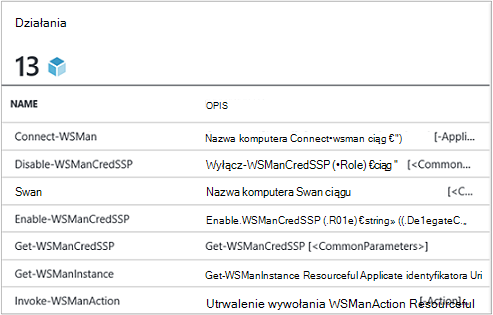 Działania
13
NAME OPIS
Connect-WSMan Nazwa komputera Connect•wsman ciąg €") [-Appli...
Disable-WSManCredSSP Wyłącz-WSManCredSSP (•Role) €ciąg " [<Common...
Swan Nazwa komputera Swan ciągu [<C...
Enable-WSManCredSSP Enable.WSManCredSSP (.R01e) €string» ((.De1egateC.,
Get-WSManCredSSP Get-WSManCredSSP [<CommonParameters>]
Get-WSManInstance Get-WSManInstance Resourceful Applicate identyfikatora Uri
Invoke-WSManAction Utrwalenie wywołania WSManAction Resourceful